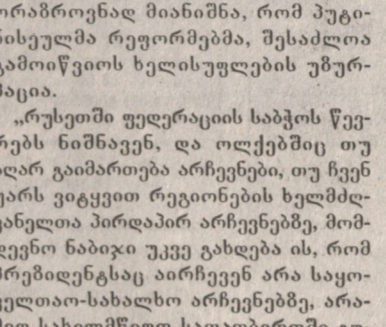 ორაზროვნად მიანიშნა, რომ პუტი-
ნისეულმა რეფორმებმა, შესაძლოა
გამოიწვიოს ხელისუფლების უზურ-
პაცია.
„რუსეთში ფედერაციის საბჭოს წევ-
რებს ნიშნავენ, და ოლქებშიც თუ
აღარ გაიმართება არჩევნები, თუ ჩვენ
უარს ვიტყვით რეგიონების ხელმძღ-
ვანელთა პირდაპირ არჩევნებზე, მომ-
დევნო ნაბიჯი უკვე გახდება ის, რომ
პრეზიდენტსაც აირჩევენ არა საყო-
ველთაო-სახალხო არჩევნებზე, არა-